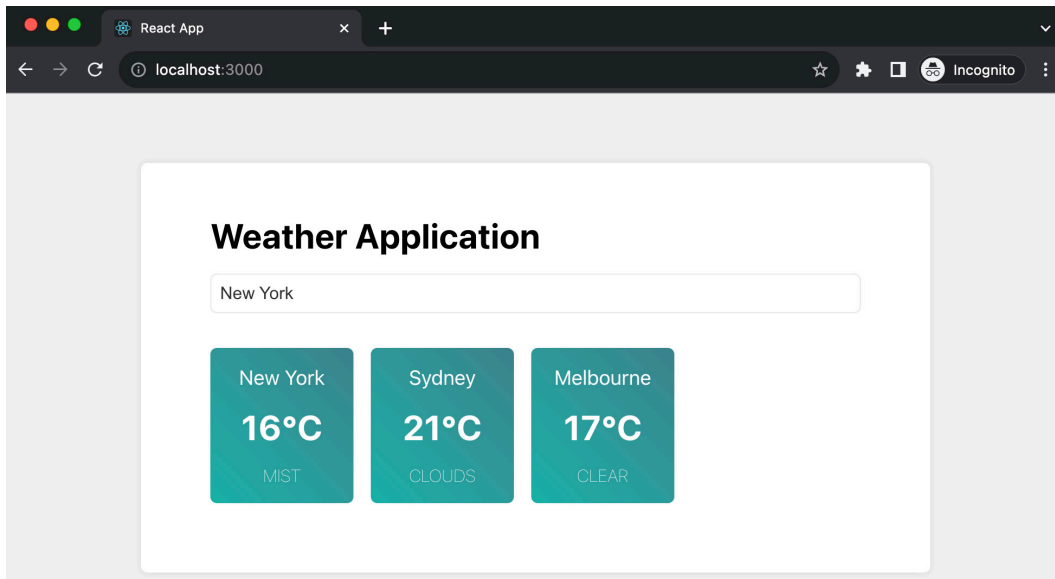 React App
localhost:3000
Incognito
Weather Application
New York
New York
16°C
MIST
Sydney
21°C
CLOUDS
Melbourne
17°C
CLEAR